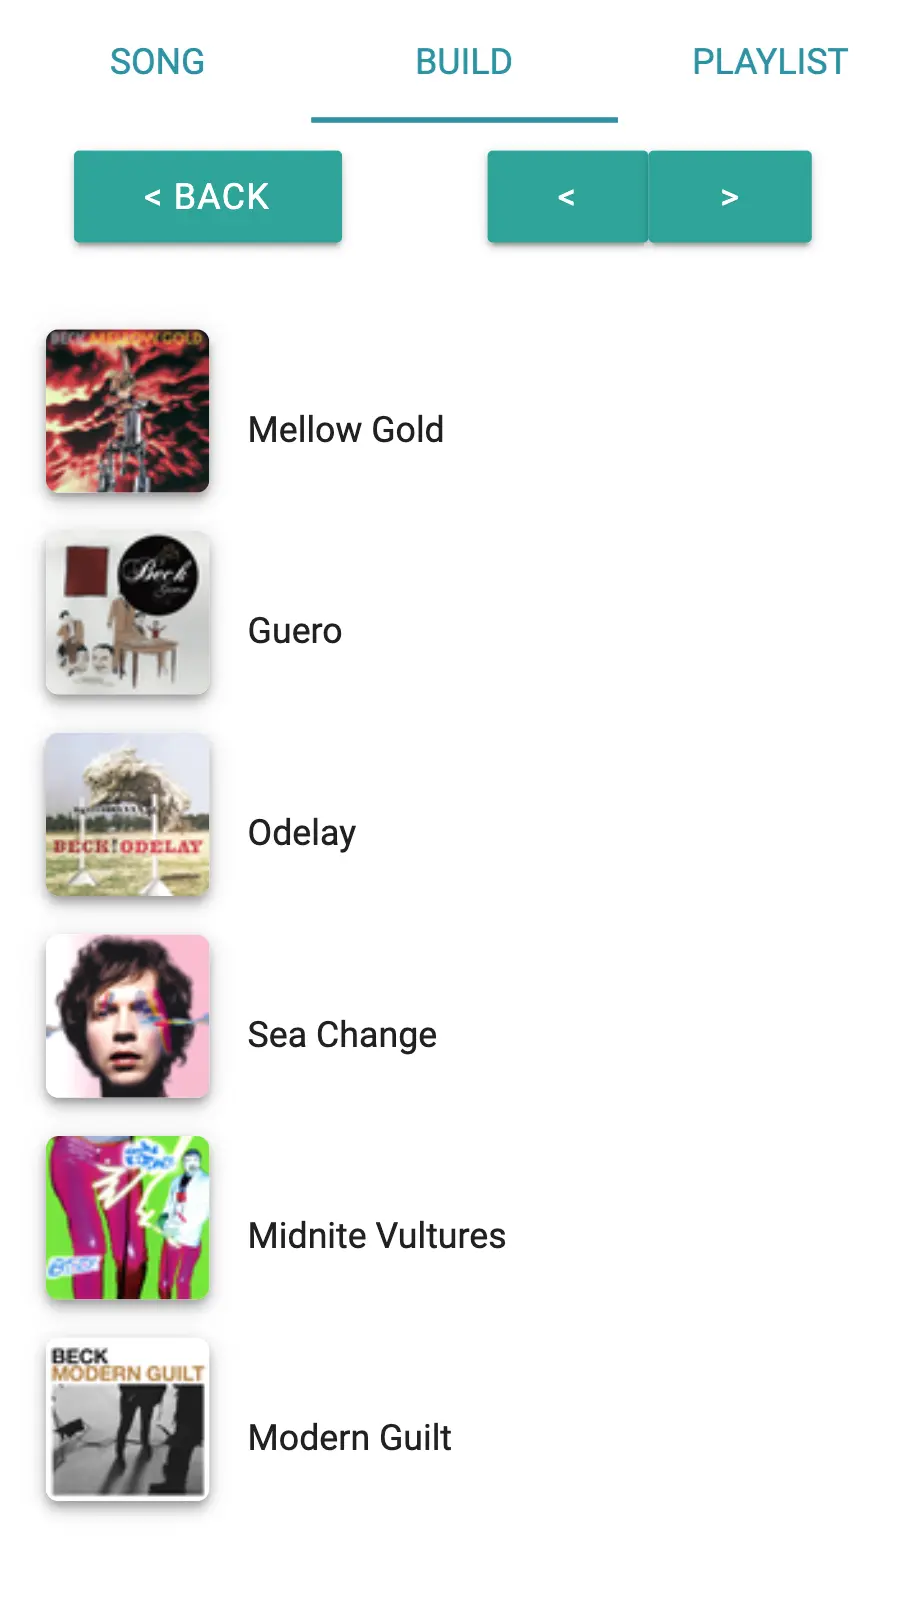 SONG BUILD PLAYLIST
< BACK < >
BECK MELLOW GOLD
Mellow Gold
Beck
Guero
Guero
BECK! ODELAY
Odelay
Sea Change
Midnite Vultures
BECK
MODERN GUILT
Modern Guilt